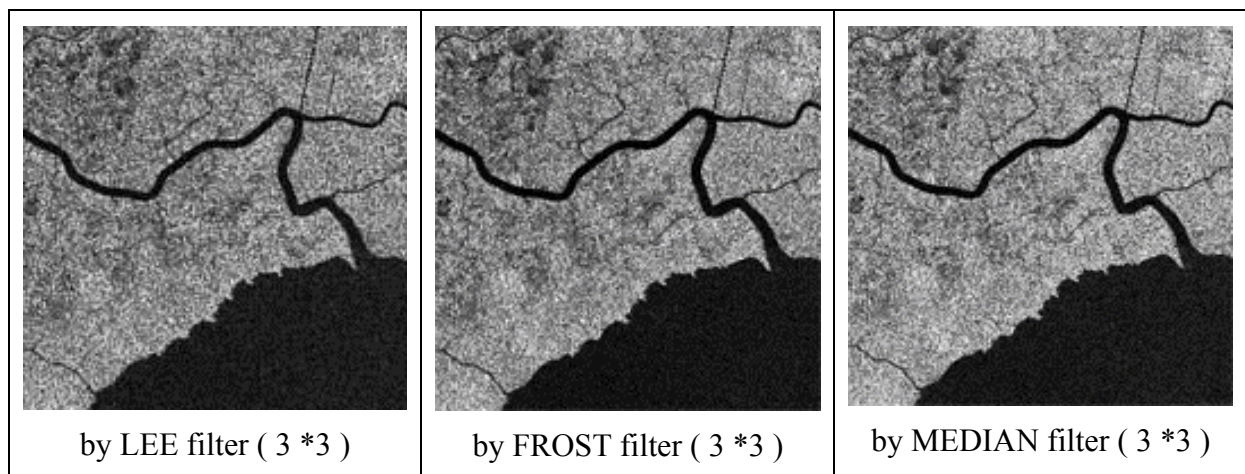 by LEE filter ( 3 *3 )
by FROST filter ( 3 *3 )
by MEDIAN filter ( 3 *3 )